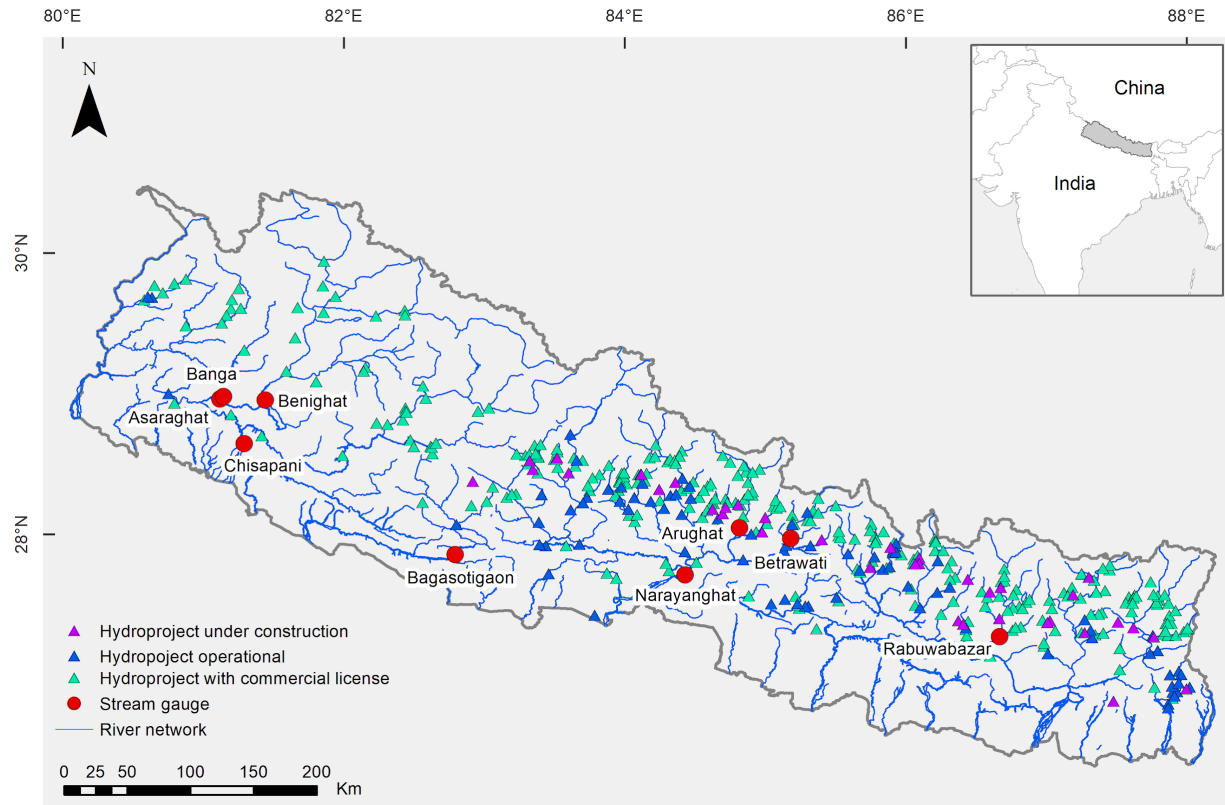 80°E 82°E 84°E 86°E 88°E
N
China
India
30°N
28°N
Banga
Benighat
Asaraghat
Chisapani
Arughat
Betrawati
Bagasotigaon
Narayanghat
Rabuwabazar
Hydroproject under construction
Hydropoject operational
Hydroproject with commercial license
Stream gauge
River network
0 25 50 100 150 200
Km